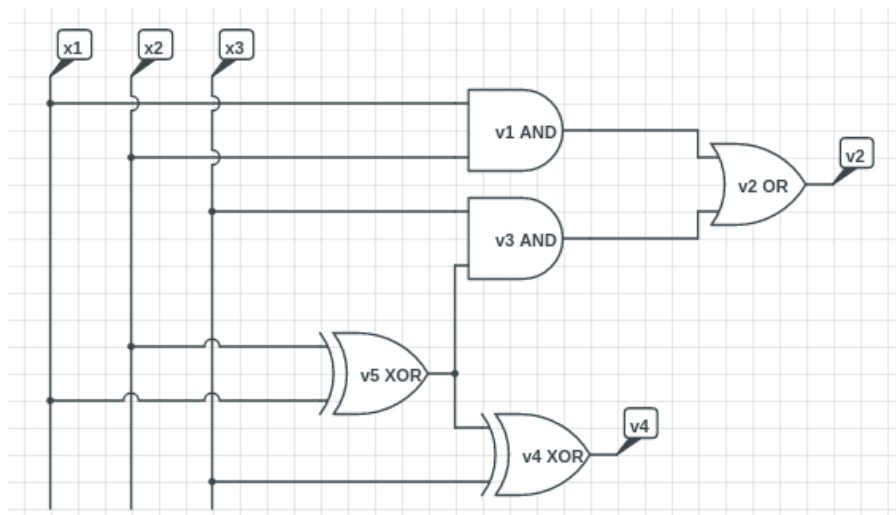 x1
x2
x3
v1 AND
v2
v2 OR
v3 AND
v5 XOR
v4
v4 XOR